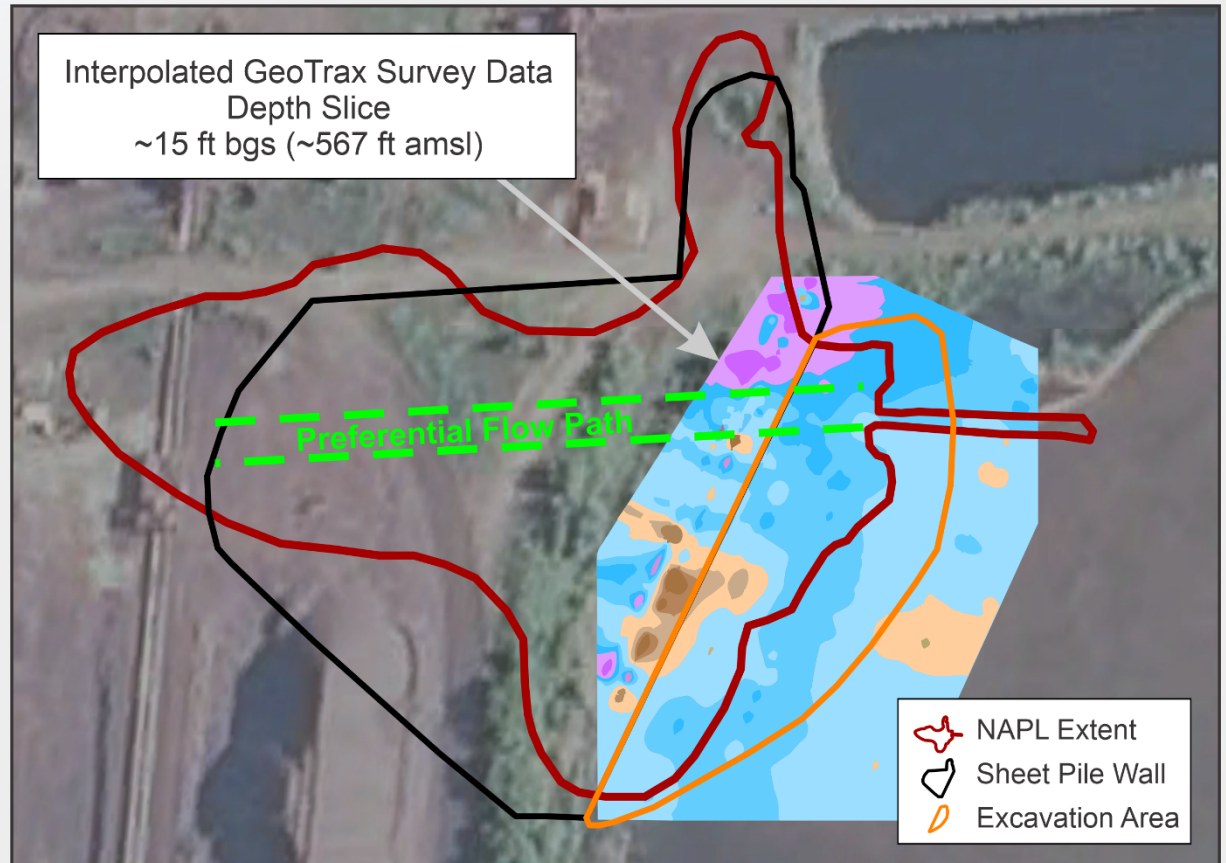 Interpolated GeoTrax Survey Data
Depth Slice
~15 ft bgs (~567 ft amsl)
Preferential Flow Path
NAPL Extent
Sheet Pile Wall
Excavation Area